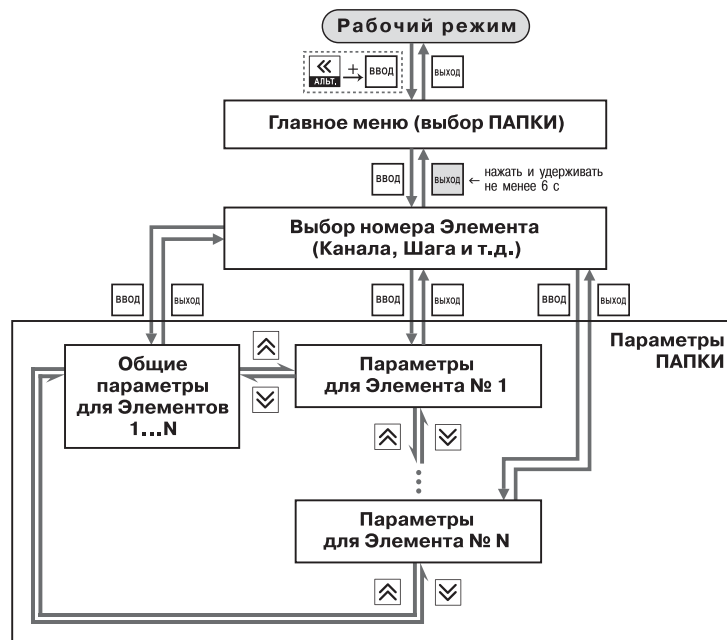 Рабочий режим
АЛЬТ.
+
ВВОД
ВЫХОД
Главное меню (выбор ПАПКИ)
ВВОД
ВЫХОД
нажать и удерживать
не менее 6 с
Выбор номера Элемента
(Канала, Шага и т.д.)
ВВОД
ВЫХОД
ВВОД
ВЫХОД
ВВОД
ВЫХОД
Параметры
ПАПКИ
Общие
параметры
для Элементов
1...N
Параметры
для Элемента № 1
Параметры
для Элемента № N